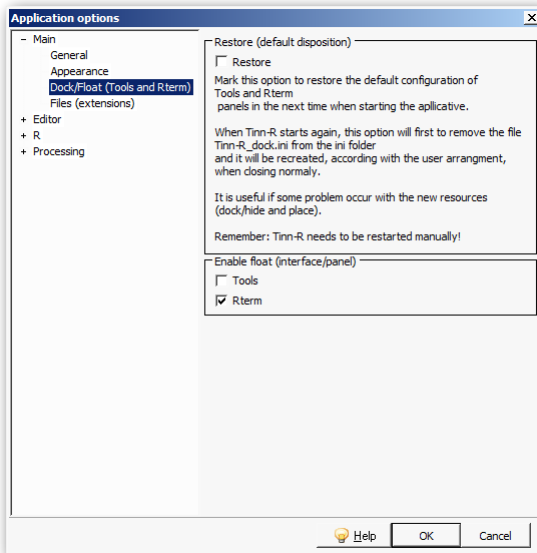 Application options
Main
General
Appearance
Dock/Float (Tools and Rterm)
Files (extensions)
Editor
R
Processing
Restore (default disposition)
Restore
Mark this option to restore the default configuration of
Tools and Rterm
panels in the next time when starting the apllicative.
When Tinn-R starts again, this option will first to remove the file
Tinn-R_dock.ini from the ini folder
and it will be recreated, according with the user arrangment,
when closing normaly.
It is useful if some problem occur with the new resources
(dock/hide and place).
Remember: Tinn-R needs to be restarted manually!
Enable float (interface/panel)
Tools
Rterm
Help
OK
Cancel